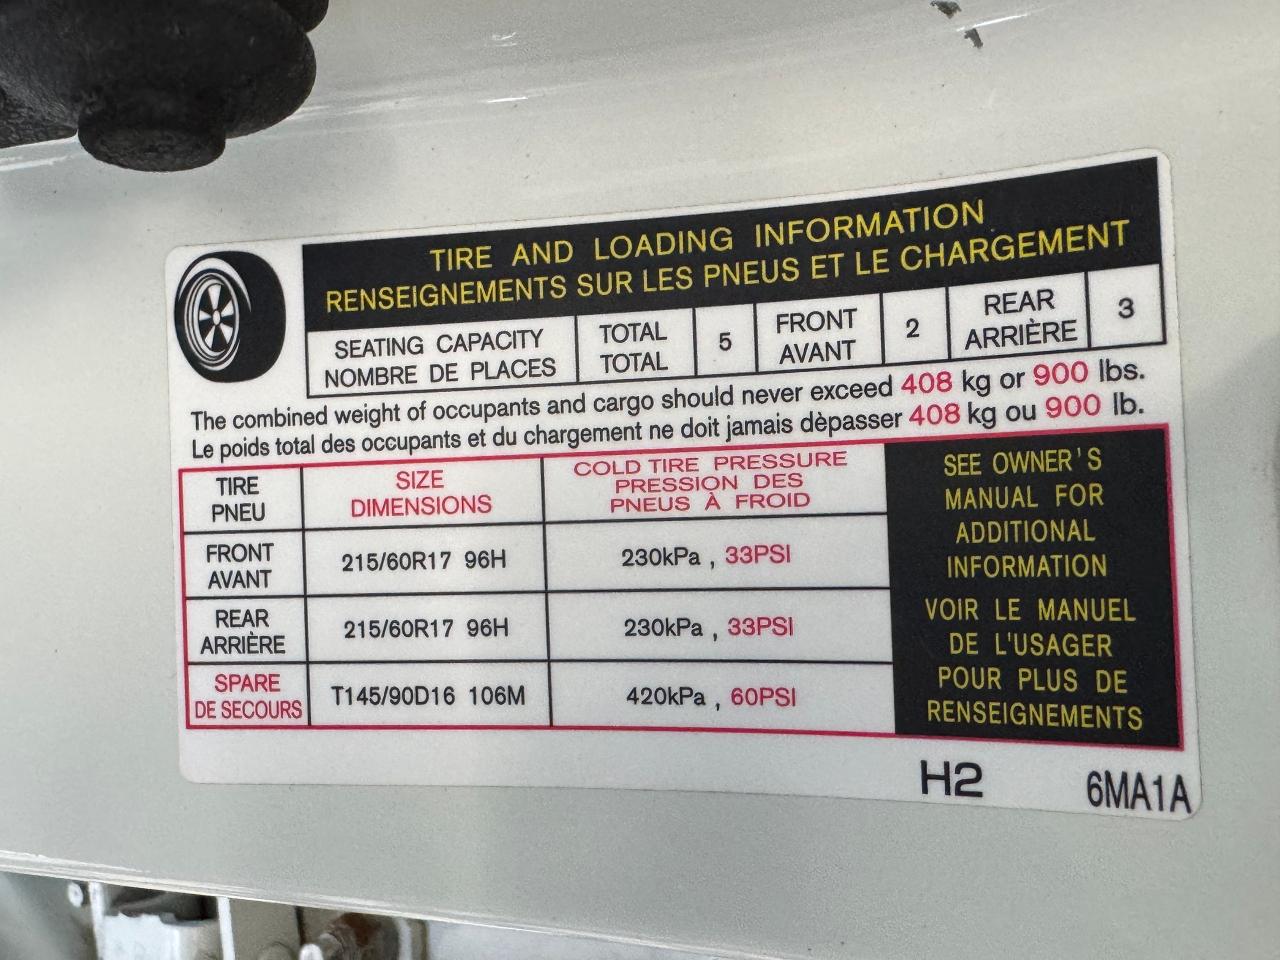 TIRE AND LOADING INFORMATION
RENSEIGNEMENTS SUR LES PNEUS ET LE CHARGEMENT
SEATING CAPACITY
NOMBRE DE PLACES
TOTAL
TOTAL
5
FRONT
AVANT
2
REAR
ARRIÈRE
3
The combined weight of occupants and cargo should never exceed 408 kg or 900 lbs.
Le poids total des occupants et du chargement ne doit jamais dèpasser 408 kg ou 900 lb.
TIRE
PNEU
SIZE
DIMENSIONS
COLD TIRE PRESSURE
PRESSION DES
PNEUS À FROID
FRONT
AVANT
215/60R17 96H
230kPa , 33PSI
REAR
ARRIÈRE
215/60R17 96H
230kPa , 33PSI
SPARE
DE SECOURS
T145/90D16 106M
420kPa , 60PSI
SEE OWNER'S
MANUAL FOR
ADDITIONAL
INFORMATION
VOIR LE MANUEL
DE L'USAGER
POUR PLUS DE
RENSEIGNEMENTS
H2
6MA1A